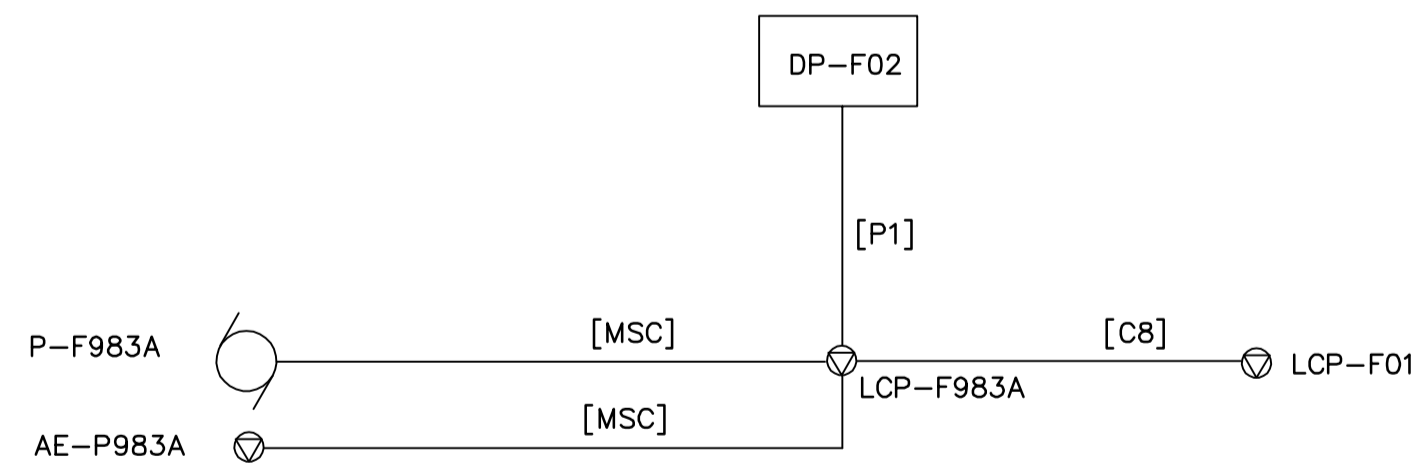 DP-F02
[P1]
[MSC]
[C8]
P-F983A
LCP-F01
LCP-F983A
[MSC]
AE-P983A